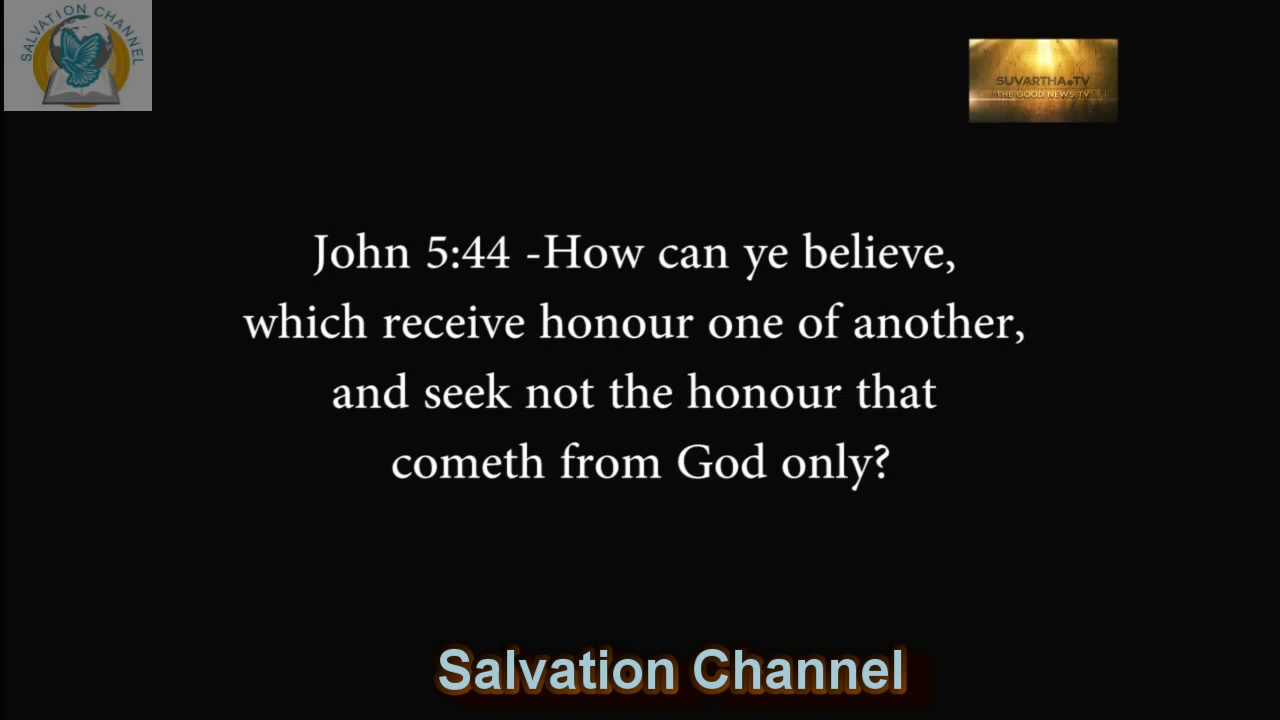 SALVATION CHANNEL
SUVARTHA TV
THE GOOD NEWS TV
John 5:44 -How can ye believe,
which receive honour one of another,
and seek not the honour that
cometh from God only?
Salvation Channel